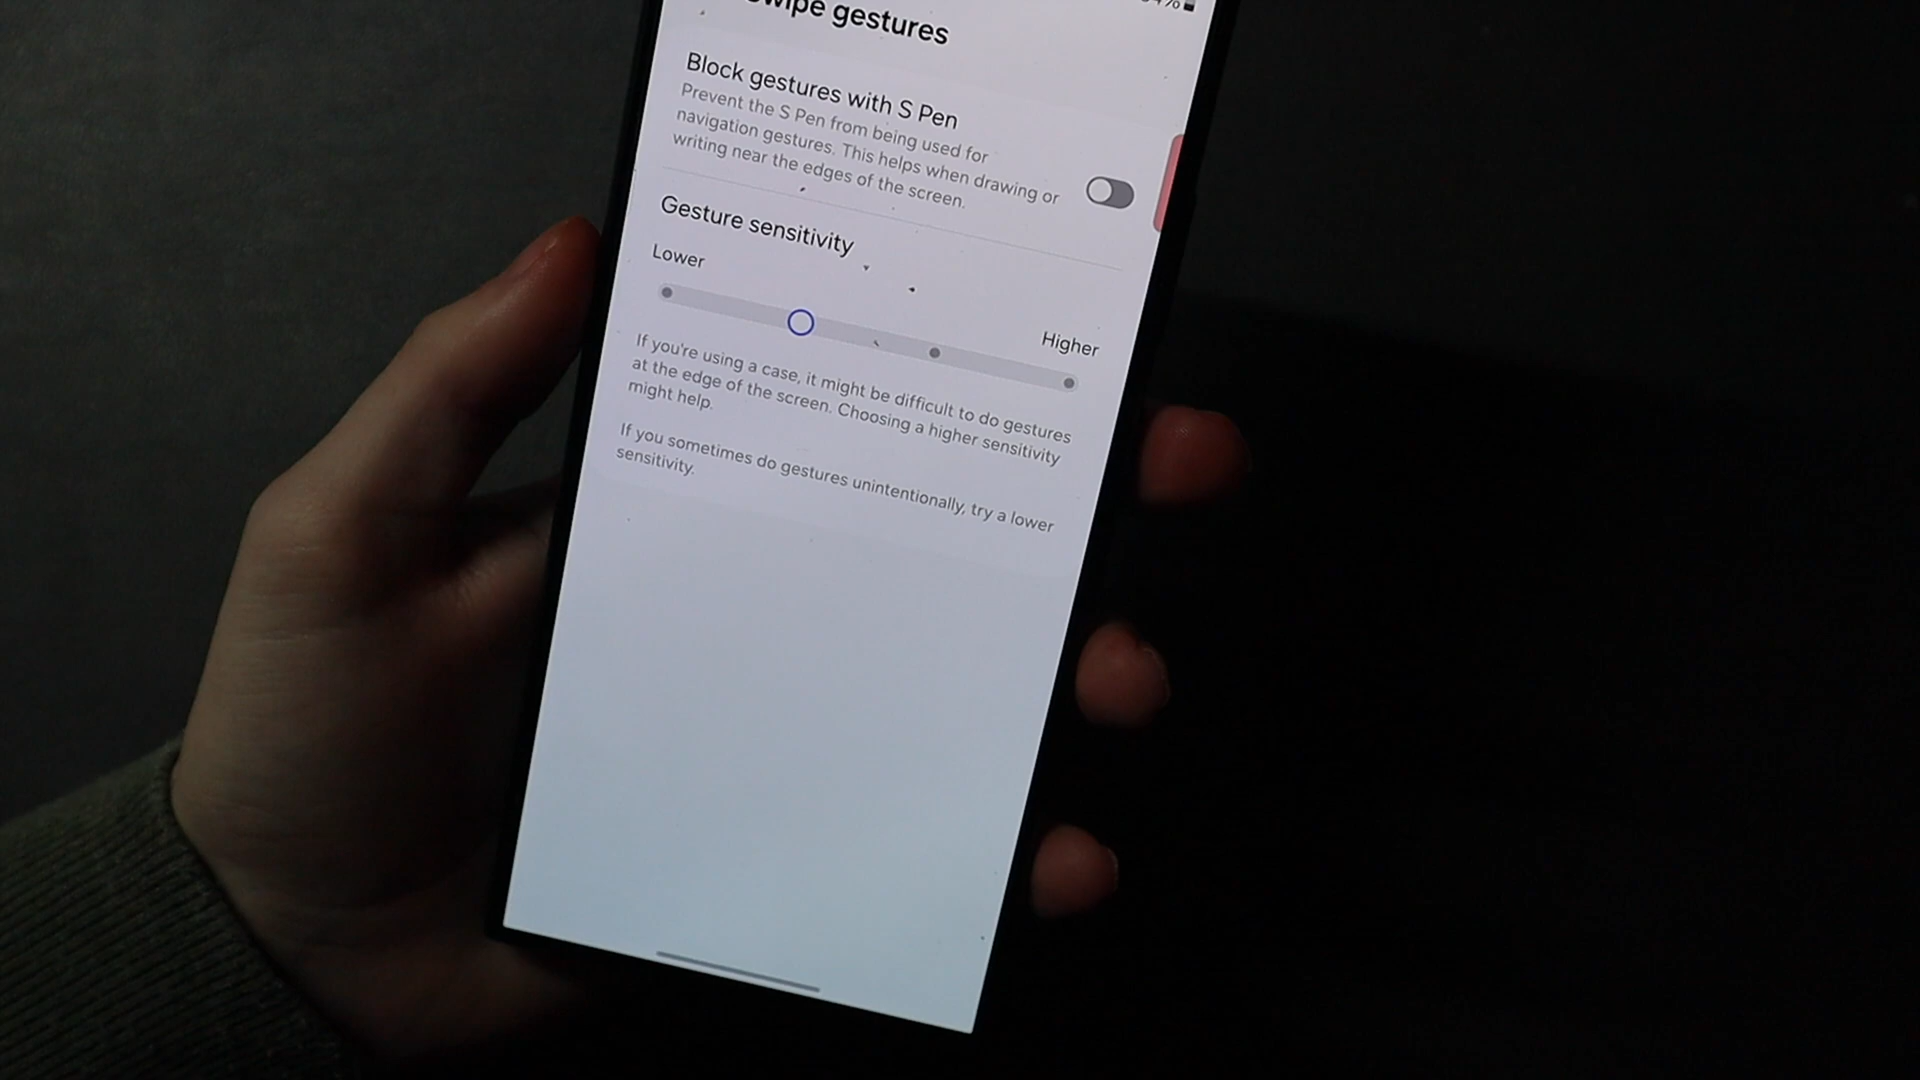 Swipe gestures
Block gestures with S Pen
Prevent the S Pen from being used for
navigation gestures. This helps when drawing or
writing near the edges of the screen.
Gesture sensitivity
Lower
Higher
If you're using a case, it might be difficult to do gestures
at the edge of the screen. Choosing a higher sensitivity
might help.
If you sometimes do gestures unintentionally, try a lower
sensitivity.